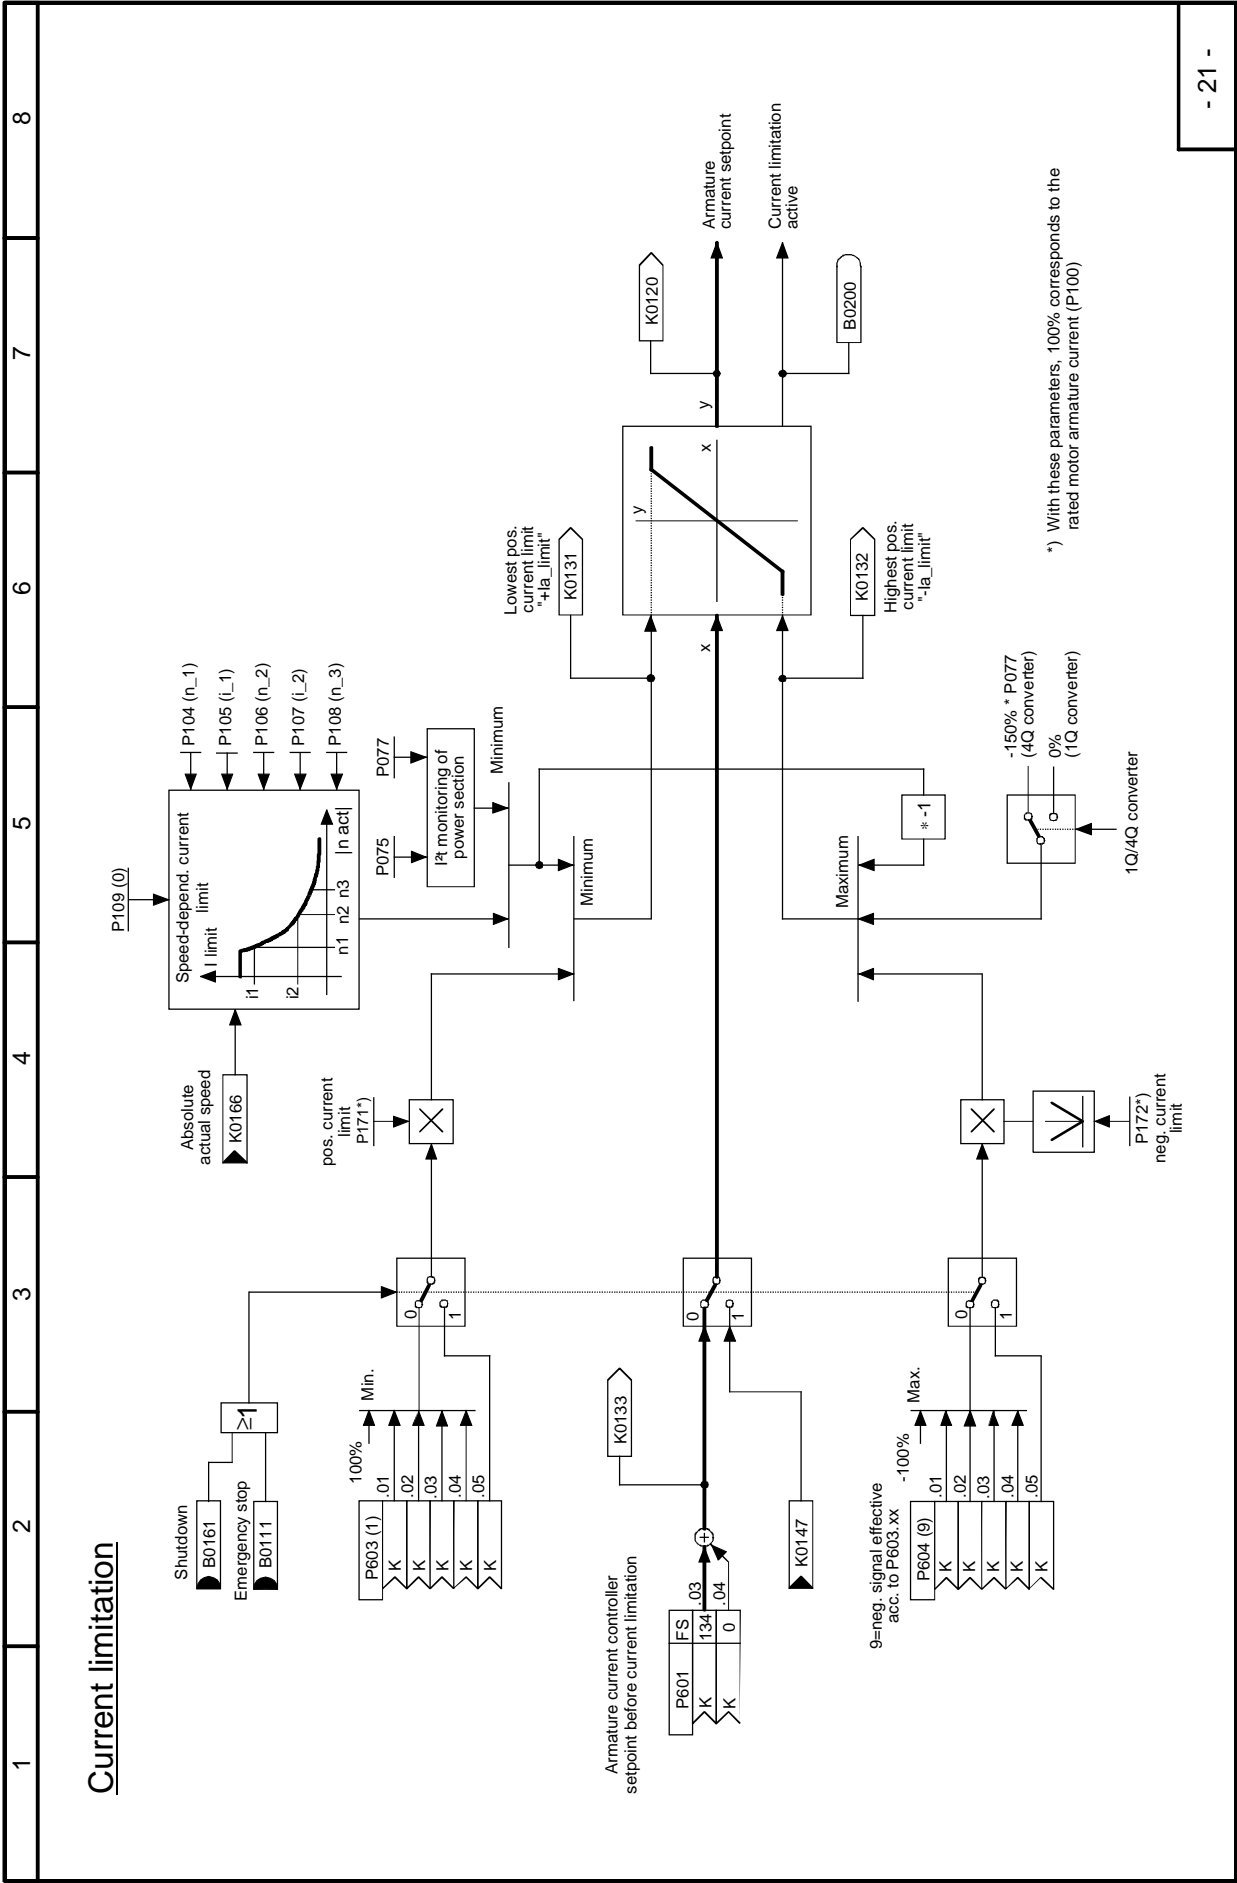 1
2
3
4
5
6
7
8
Current limitation
Shutdown
B0161
Emergency stop
B0111
≥1
P603 (1)
K
K
K
K
K
.01
.02
.03
.04
.05
100%
Min.
0
1
Absolute
actual speed
K0166
pos. current
limit
P171*)
P109 (0)
Speed-depend. current
limit
I limit
i1
i2
n1
n2
n3
|n act|
P104 (n_1)
P105 (i_1)
P106 (n_2)
P107 (i_2)
P108 (n_3)
P075
P077
I²t monitoring of
power section
Minimum
Minimum
Lowest pos.
current limit
"+Ia_limit"
K0131
Armature current controller
setpoint before current limitation
P601
FS
K
134
.03
K
0
.04
+
K0133
K0147
0
1
x
y
x
y
K0120
Armature
current setpoint
Current limitation
active
B0200
K0132
Highest pos.
current limit
"-Ia_limit"
9=neg. signal effective
acc. to P603.xx
P604 (9)
K
K
K
K
K
.01
.02
.03
.04
.05
-100%
Max.
0
1
P172*)
neg. current
limit
Maximum
* -1
-150% * P077
(4Q converter)
0%
(1Q converter)
1Q/4Q converter
*) With these parameters, 100% corresponds to the
rated motor armature current (P100)
- 21 -